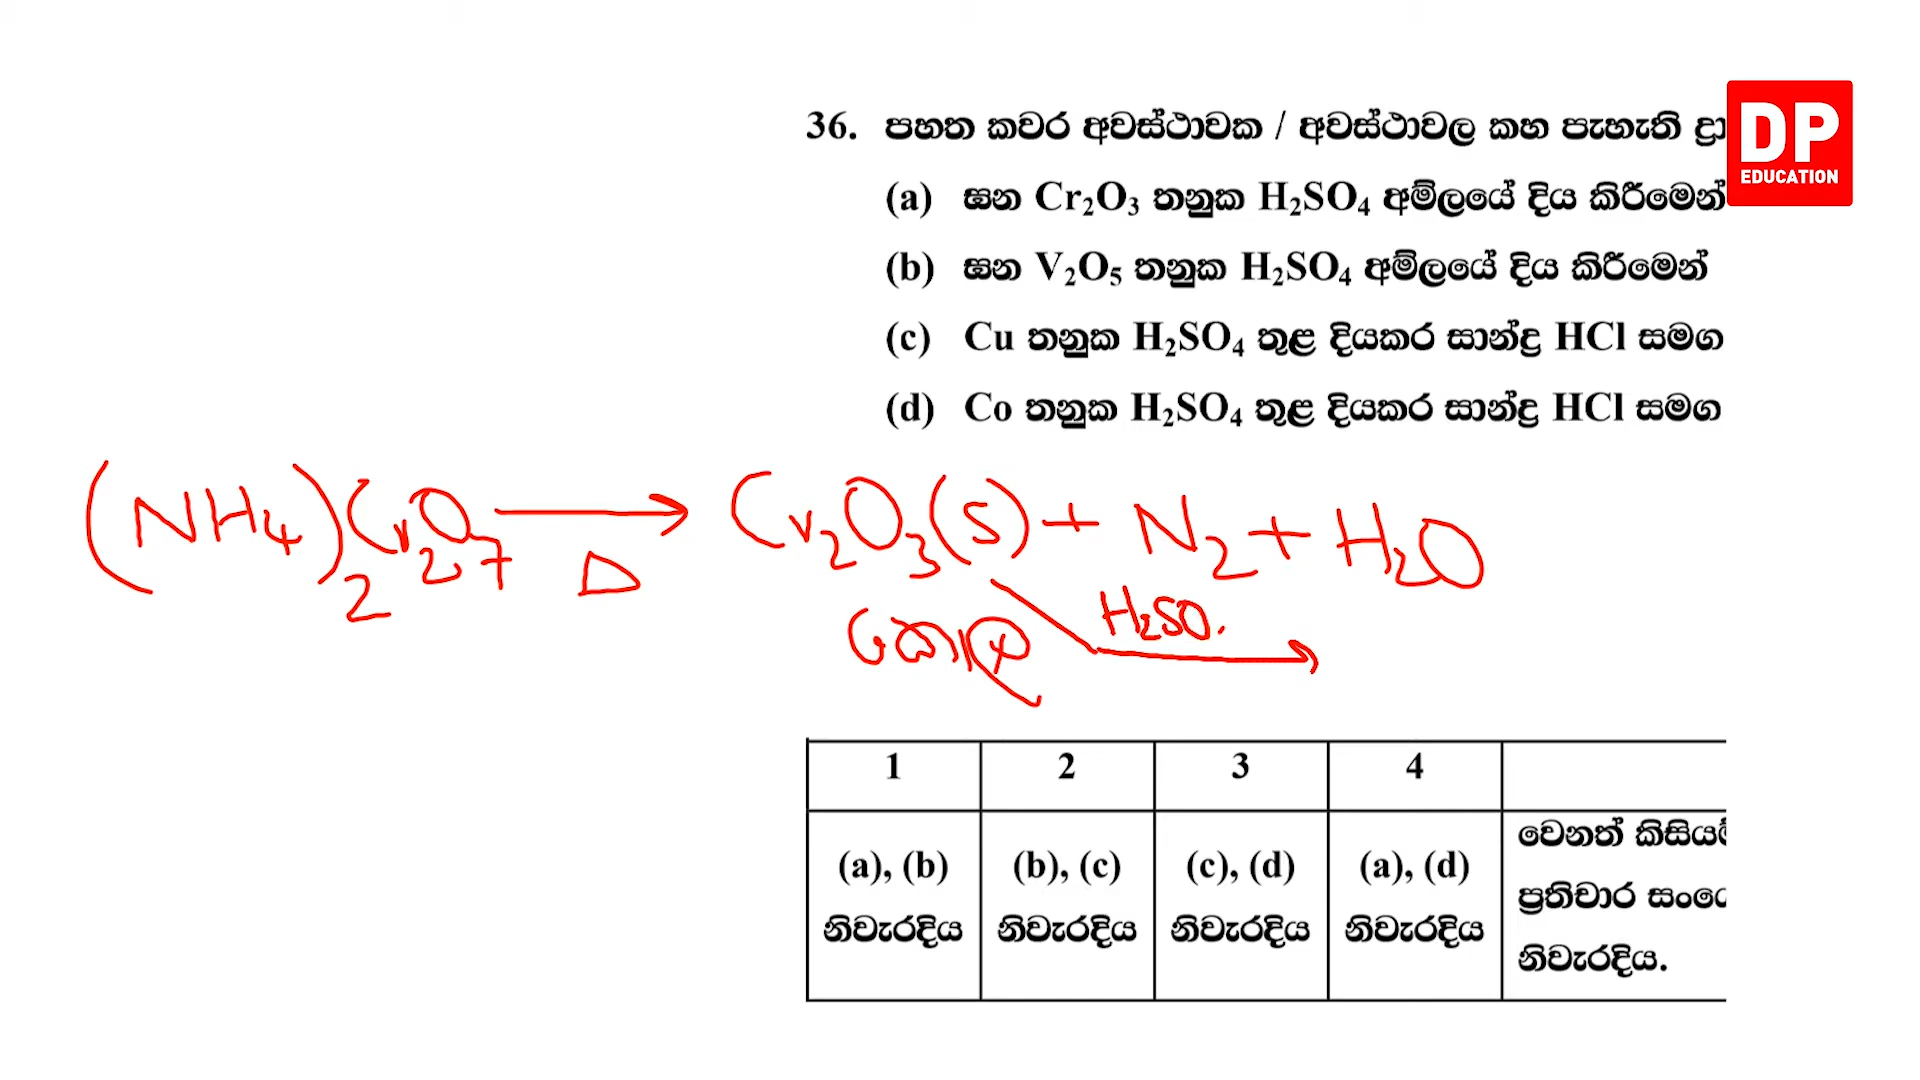 DP
EDUCATION
36. පහත කවර අවස්ථාවක / අවස්ථාවල කහ පැහැති ද්‍රා
(a) ඝන Cr₂O₃ තනුක H₂SO₄ අම්ලයේ දිය කිරීමෙන්
(b) ඝන V₂O₅ තනුක H₂SO₄ අම්ලයේ දිය කිරීමෙන්
(c) Cu තනුක H₂SO₄ තුළ දියකර සාන්ද්‍ර HCl සමග
(d) Co තනුක H₂SO₄ තුළ දියකර සාන්ද්‍ර HCl සමග
(NH₄)₂Cr₂O₇ →Δ Cr₂O₃(s) + N₂ + H₂O
කොළ H₂SO. →
1 2 3 4
(a), (b) නිවැරදිය (b), (c) නිවැරදිය (c), (d) නිවැරදිය (a), (d) නිවැරදිය
වෙනත් කිසියම්
ප්‍රතිචාර සංයෝ
නිවැරදිය.